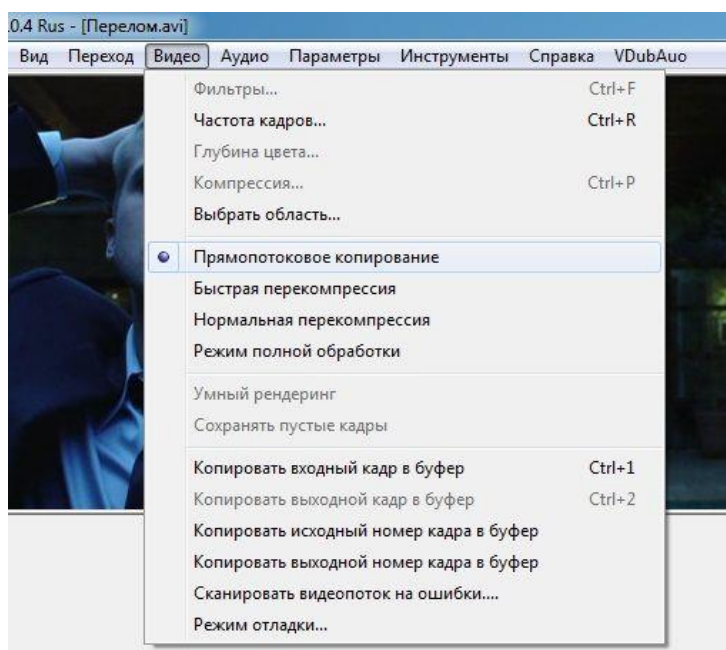 .0.4 Rus - [Перелом.avi]
Вид Переход Видео Аудио Параметры Инструменты Справка VDubAuo
Фильтры... Ctrl+F
Частота кадров... Ctrl+R
Глубина цвета...
Компрессия... Ctrl+P
Выбрать область...
Прямопотоковое копирование
Быстрая перекомпрессия
Нормальная перекомпрессия
Режим полной обработки
Умный рендеринг
Сохранять пустые кадры
Копировать входный кадр в буфер Ctrl+1
Копировать выходной кадр в буфер Ctrl+2
Копировать исходный номер кадра в буфер
Копировать выходной номер кадра в буфер
Сканировать видеопоток на ошибки....
Режим отладки...